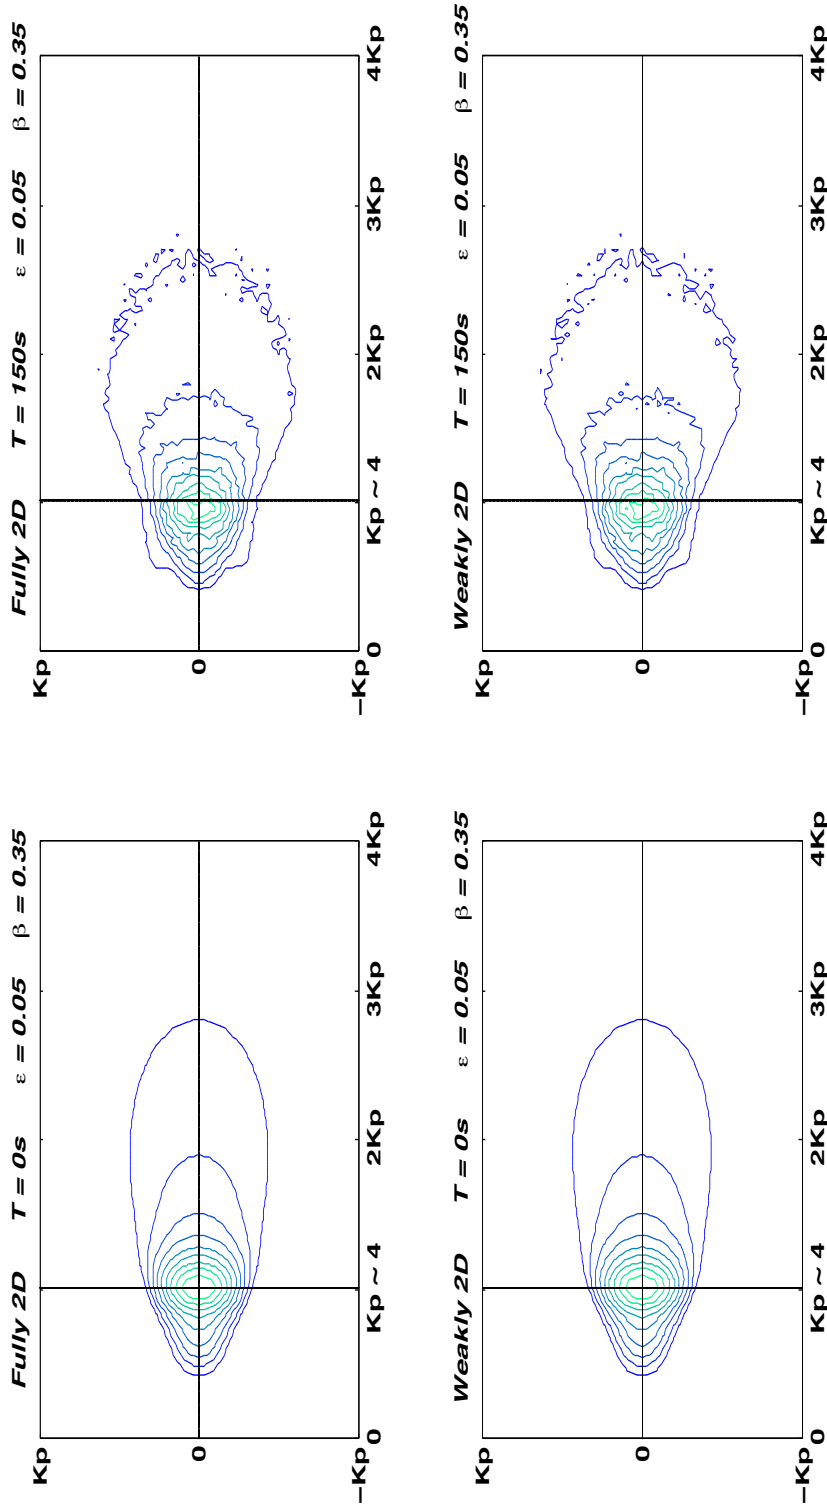 Fully 2D T = 0s ε = 0.05 β = 0.35
Kp
0
−Kp
0 Kp ~ 4 2Kp 3Kp 4Kp
Fully 2D T = 150s ε = 0.05 β = 0.35
Kp
0
−Kp
0 Kp ~ 4 2Kp 3Kp 4Kp
Weakly 2D T = 0s ε = 0.05 β = 0.35
Kp
0
−Kp
0 Kp ~ 4 2Kp 3Kp 4Kp
Weakly 2D T = 150s ε = 0.05 β = 0.35
Kp
0
−Kp
0 Kp ~ 4 2Kp 3Kp 4Kp